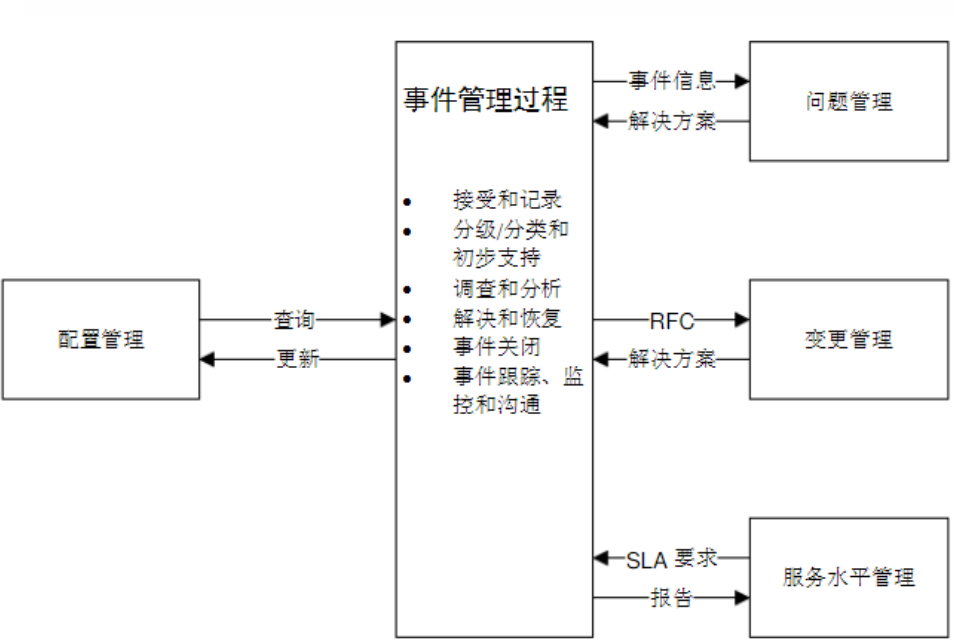 事件管理过程
• 接受和记录
• 分级/分类和
初步支持
• 调查和分析
• 解决和恢复
• 事件关闭
• 事件跟踪、监
控和沟通
配置管理
查询
更新
事件信息
解决方案
问题管理
RFC
解决方案
变更管理
SLA 要求
报告
服务水平管理